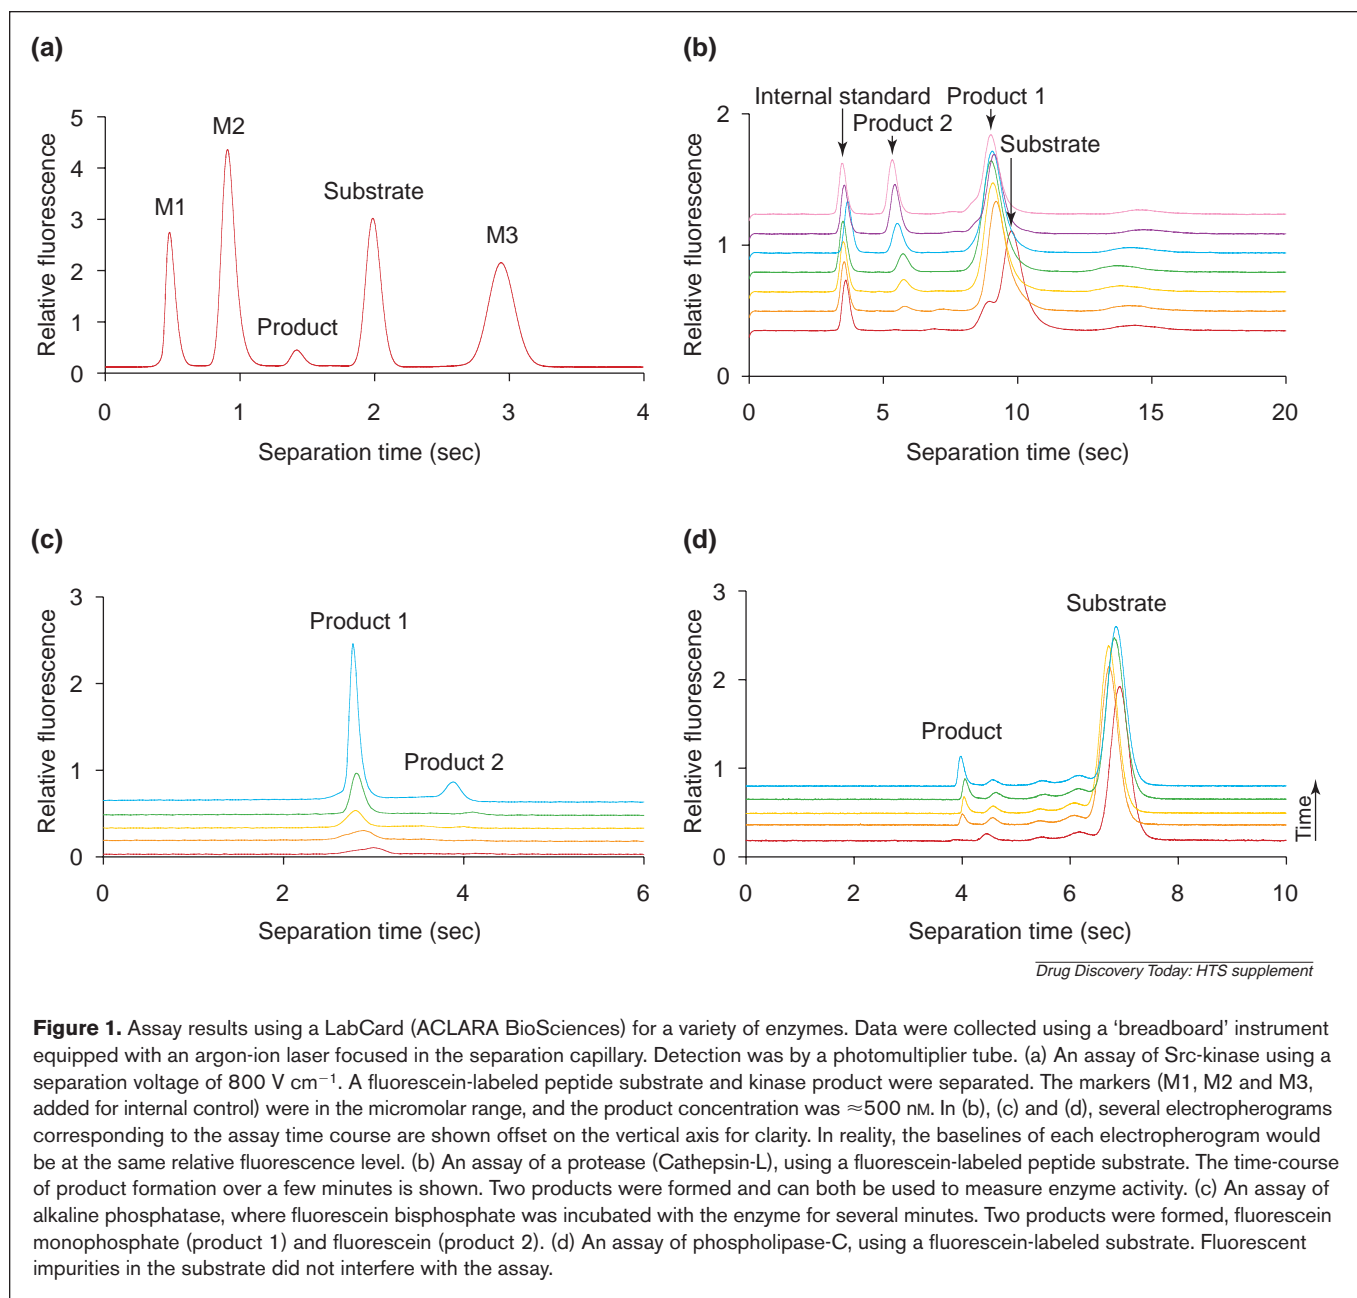 (a)
5
4
3
2
1
0
Relative fluorescence
M1
M2
Product
Substrate
M3
0 1 2 3 4
Separation time (sec)
(b)
Internal standard
Product 1
Product 2
Substrate
2
1
0
Relative fluorescence
0 5 10 15 20
Separation time (sec)
(c)
3
2
1
0
Relative fluorescence
Product 1
Product 2
0 2 4 6
Separation time (sec)
(d)
3
2
1
0
Relative fluorescence
Substrate
Product
Time
0 2 4 6 8 10
Separation time (sec)
Drug Discovery Today: HTS supplement
Figure 1. Assay results using a LabCard (ACLARA BioSciences) for a variety of enzymes. Data were collected using a ‘breadboard’ instrument
equipped with an argon-ion laser focused in the separation capillary. Detection was by a photomultiplier tube. (a) An assay of Src-kinase using a
separation voltage of 800 V cm⁻¹. A fluorescein-labeled peptide substrate and kinase product were separated. The markers (M1, M2 and M3,
added for internal control) were in the micromolar range, and the product concentration was ≈500 nM. In (b), (c) and (d), several electropherograms
corresponding to the assay time course are shown offset on the vertical axis for clarity. In reality, the baselines of each electropherogram would
be at the same relative fluorescence level. (b) An assay of a protease (Cathepsin-L), using a fluorescein-labeled peptide substrate. The time-course
of product formation over a few minutes is shown. Two products were formed and can both be used to measure enzyme activity. (c) An assay of
alkaline phosphatase, where fluorescein bisphosphate was incubated with the enzyme for several minutes. Two products were formed, fluorescein
monophosphate (product 1) and fluorescein (product 2). (d) An assay of phospholipase-C, using a fluorescein-labeled substrate. Fluorescent
impurities in the substrate did not interfere with the assay.